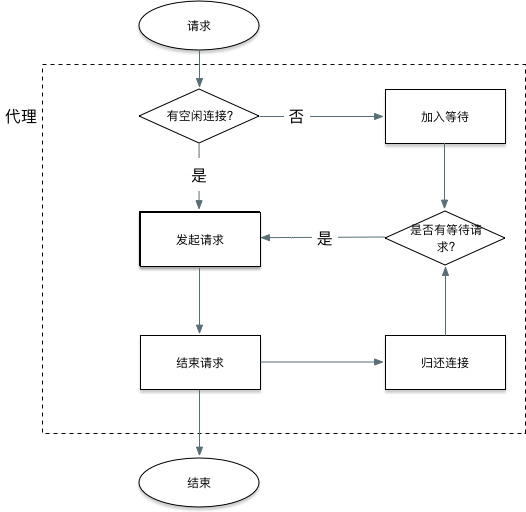 请求
代理
有空闲连接?
否
加入等待
是
发起请求
是
是否有等待请
求?
结束请求
归还连接
结束